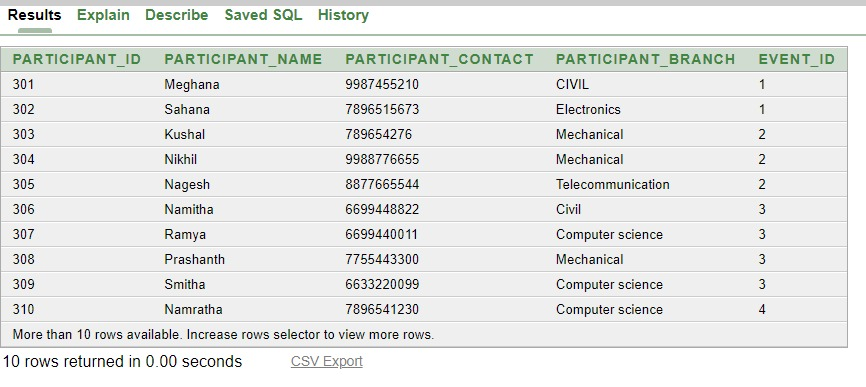 Results Explain Describe Saved SQL History
PARTICIPANT_ID PARTICIPANT_NAME PARTICIPANT_CONTACT PARTICIPANT_BRANCH EVENT_ID
301 Meghana 9987455210 CIVIL 1
302 Sahana 7896515673 Electronics 1
303 Kushal 789654276 Mechanical 2
304 Nikhil 9988776655 Mechanical 2
305 Nagesh 8877665544 Telecommunication 2
306 Namitha 6699448822 Civil 3
307 Ramya 6699440011 Computer science 3
308 Prashanth 7755443300 Mechanical 3
309 Smitha 6633220099 Computer science 3
310 Namratha 7896541230 Computer science 4
More than 10 rows available. Increase rows selector to view more rows.
10 rows returned in 0.00 seconds CSV Export